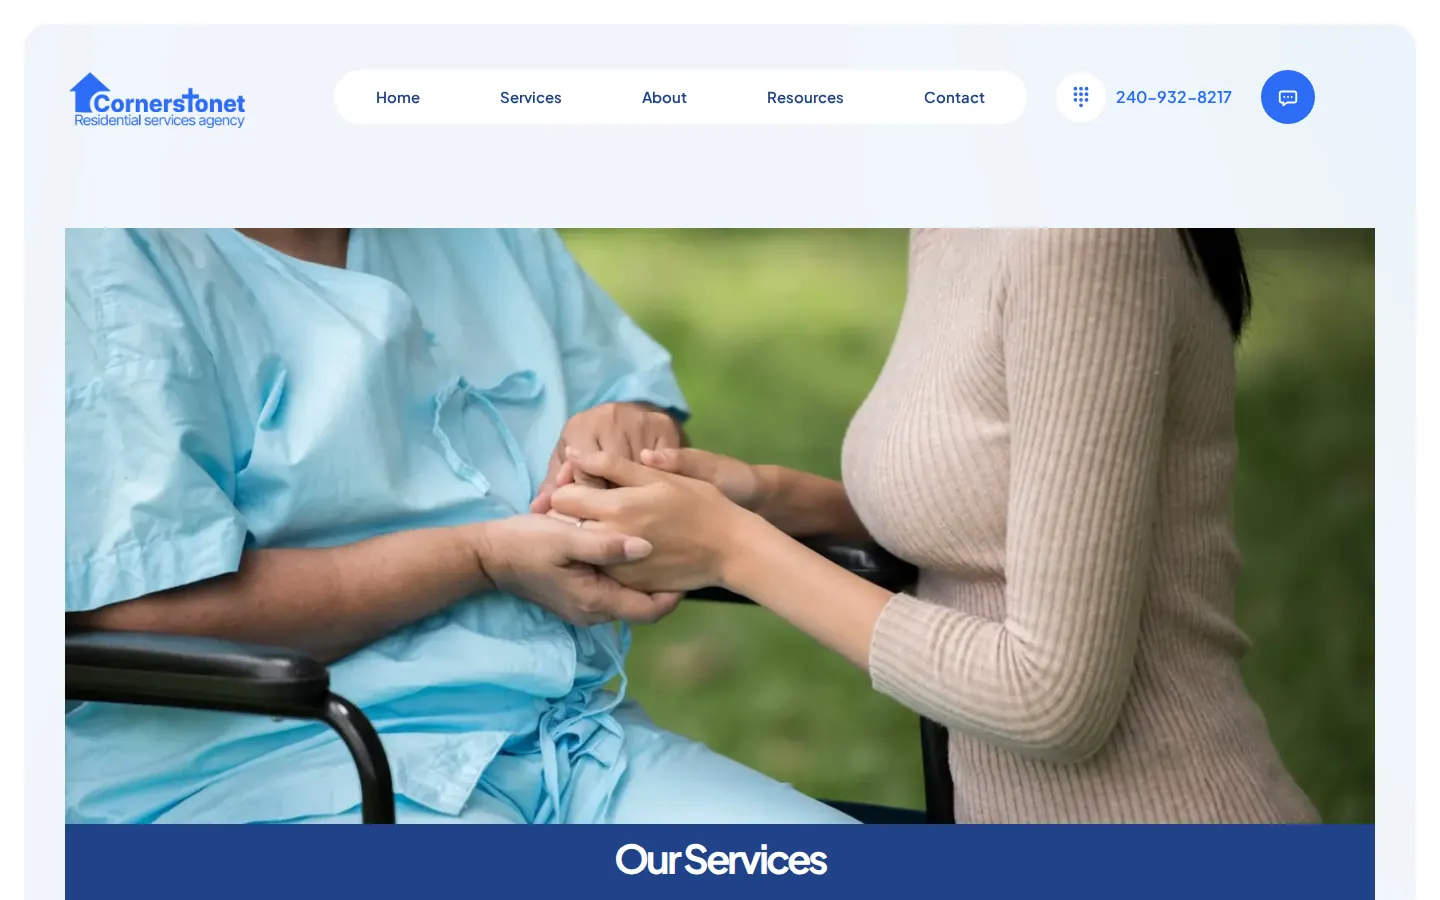 Cornerstonet
Residential services agency
Home
Services
About
Resources
Contact
240-932-8217
Our Services